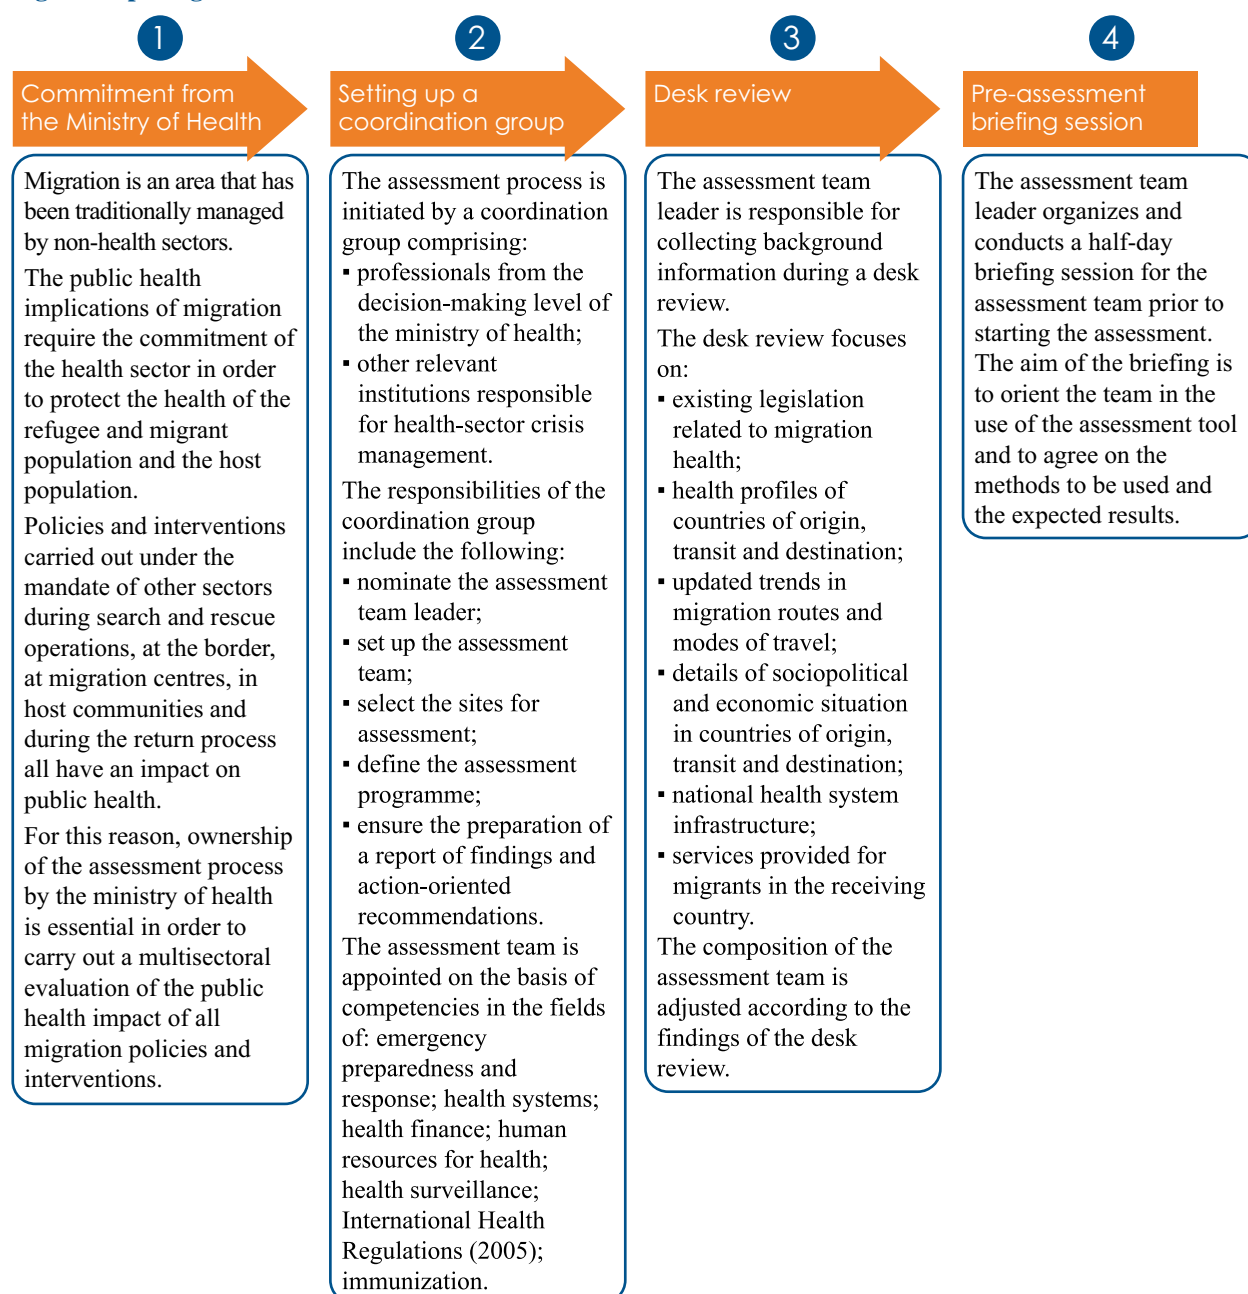 1
Commitment from
the Ministry of Health
Migration is an area that has
been traditionally managed
by non-health sectors.
The public health
implications of migration
require the commitment of
the health sector in order
to protect the health of the
refugee and migrant
population and the host
population.
Policies and interventions
carried out under the
mandate of other sectors
during search and rescue
operations, at the border,
at migration centres, in
host communities and
during the return process
all have an impact on
public health.
For this reason, ownership
of the assessment process
by the ministry of health
is essential in order to
carry out a multisectoral
evaluation of the public
health impact of all
migration policies and
interventions.
2
Setting up a
coordination group
The assessment process is
initiated by a coordination
group comprising:
▪ professionals from the
decision-making level of
the ministry of health;
▪ other relevant
institutions responsible
for health-sector crisis
management.
The responsibilities of the
coordination group
include the following:
▪ nominate the assessment
team leader;
▪ set up the assessment
team;
▪ select the sites for
assessment;
▪ define the assessment
programme;
▪ ensure the preparation of
a report of findings and
action-oriented
recommendations.
The assessment team is
appointed on the basis of
competencies in the fields
of: emergency
preparedness and
response; health systems;
health finance; human
resources for health;
health surveillance;
International Health
Regulations (2005);
immunization.
3
Desk review
The assessment team
leader is responsible for
collecting background
information during a desk
review.
The desk review focuses
on:
▪ existing legislation
related to migration
health;
▪ health profiles of
countries of origin,
transit and destination;
▪ updated trends in
migration routes and
modes of travel;
▪ details of sociopolitical
and economic situation
in countries of origin,
transit and destination;
▪ national health system
infrastructure;
▪ services provided for
migrants in the receiving
country.
The composition of the
assessment team is
adjusted according to the
findings of the desk
review.
4
Pre-assessment
briefing session
The assessment team
leader organizes and
conducts a half-day
briefing session for the
assessment team prior to
starting the assessment.
The aim of the briefing is
to orient the team in the
use of the assessment tool
and to agree on the
methods to be used and
the expected results.